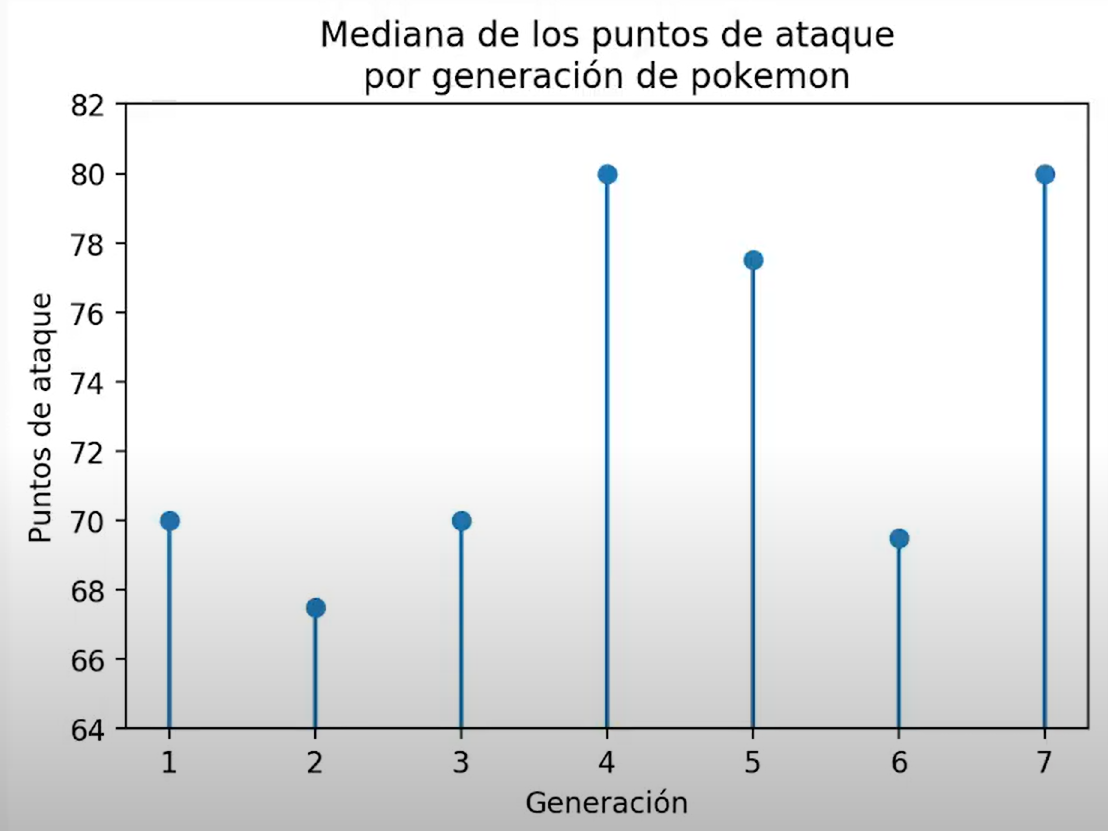 Mediana de los puntos de ataque
por generación de pokemon
82
80
78
76
74
72
70
68
66
64
Puntos de ataque
1 2 3 4 5 6 7
Generación